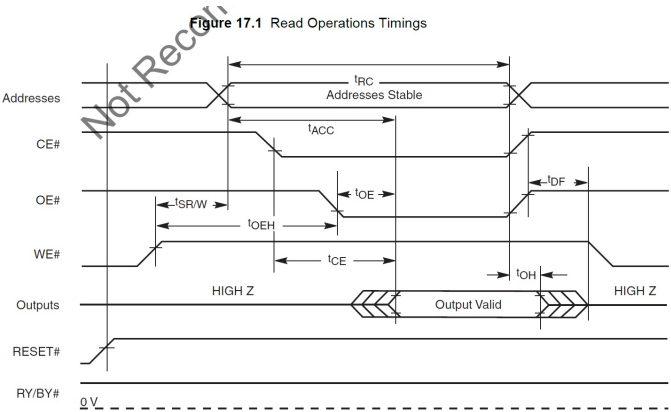 Not Recom
Figure 17.1 Read Operations Timings
tRC
Addresses
Addresses Stable
tACC
CE#
tDF
OE#
tOE
tSR/W
tOEH
WE#
tCE
tOH
HIGH Z
HIGH Z
Outputs
Output Valid
RESET#
RY/BY#
0 V